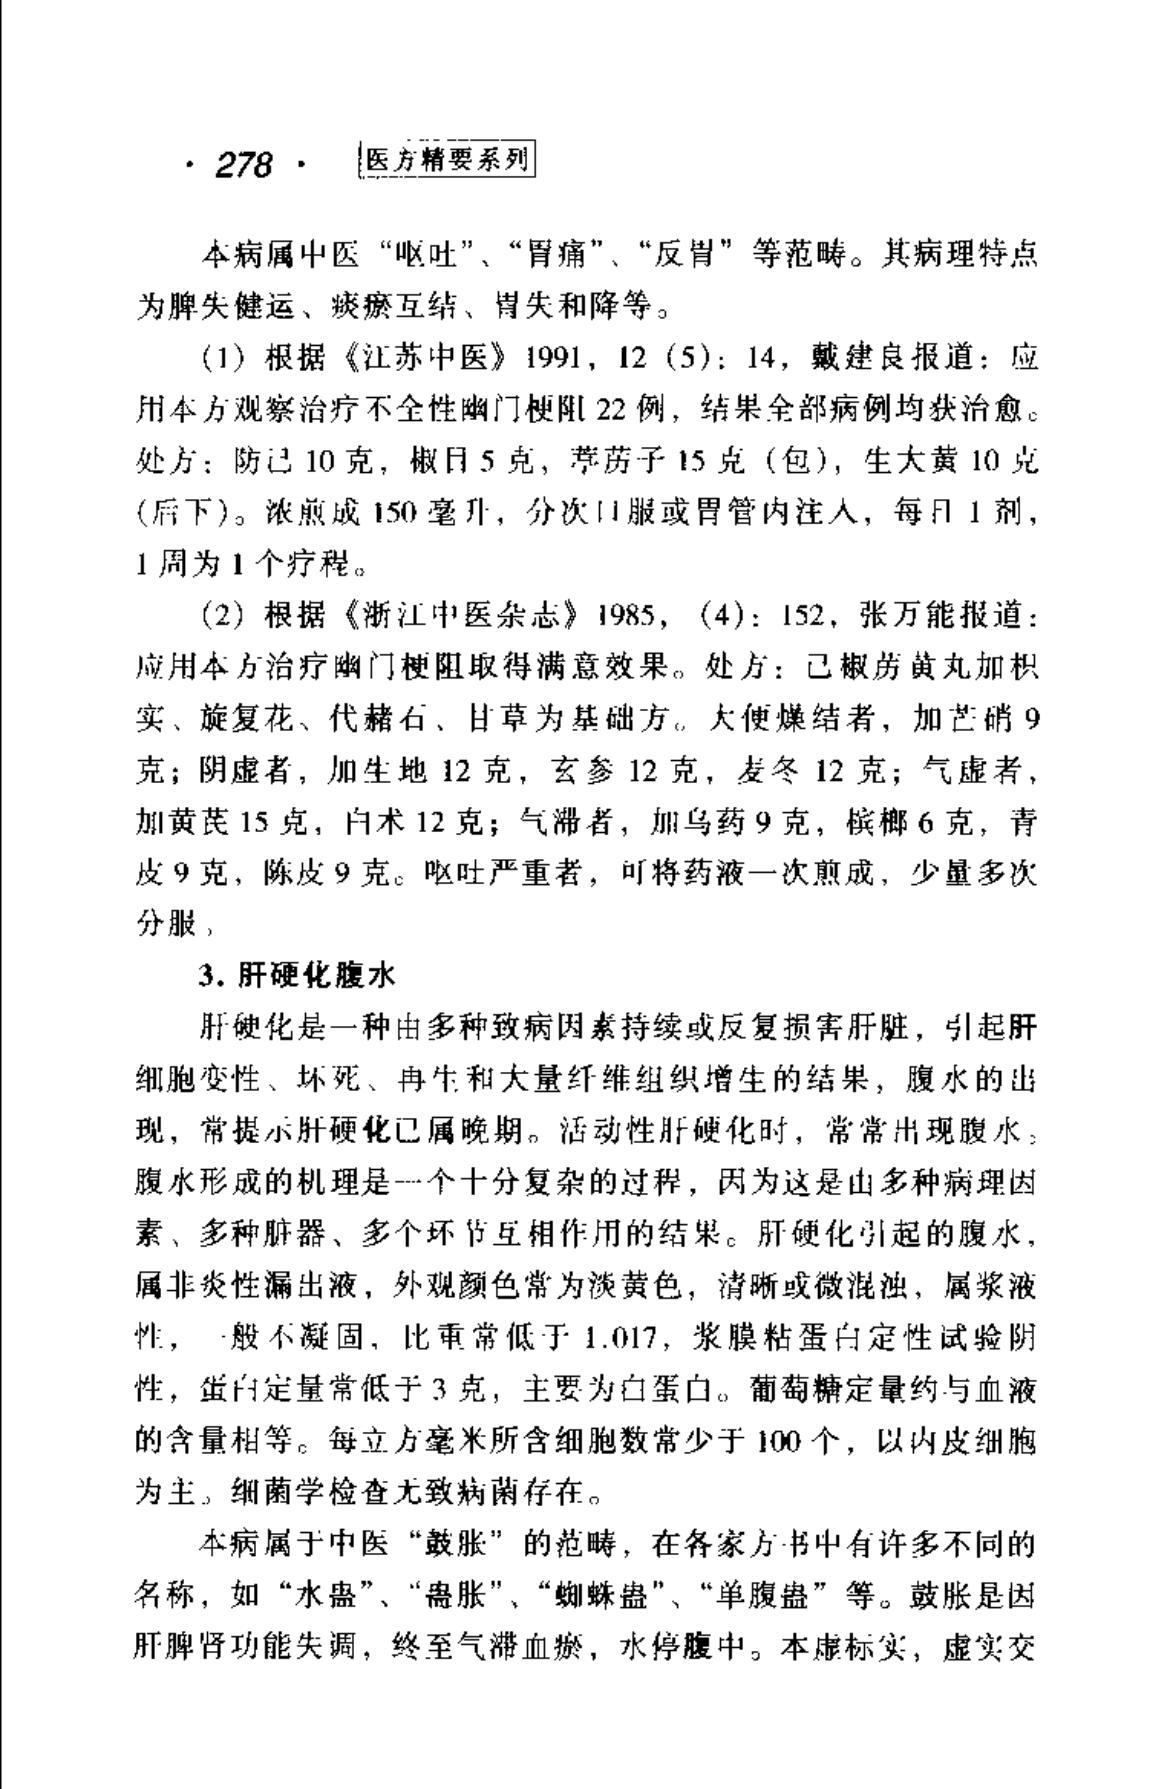 · 278 · 医方精要系列
本病属中医“呕吐”、“胃痛”、“反胃”等范畴。其病理特点
为脾失健运、痰瘀互结、胃失和降等。
(1) 根据《江苏中医》1991，12（5）：14，戴建良报道：应
用本方观察治疗不全性幽门梗阻 22 例，结果全部病例均获治愈。
处方：防己 10 克，椒目 5 克，葶苈子 15 克（包），生大黄 10 克
(后下)。浓煎成 150 毫升，分次口服或胃管内注入，每日 1 剂，
1 周为 1 个疗程。
(2) 根据《浙江中医杂志》1985，（4）：152，张万能报道：
应用本方治疗幽门梗阻取得满意效果。处方：己椒苈黄丸加枳
实、旋复花、代赭石、甘草为基础方。大便燥结者，加芒硝 9
克；阴虚者，加生地 12 克，玄参 12 克，麦冬 12 克；气虚者，
加黄芪 15 克，白术 12 克；气滞者，加乌药 9 克，槟榔 6 克，青
皮 9 克，陈皮 9 克。呕吐严重者，可将药液一次煎成，少量多次
分服。
3. 肝硬化腹水
肝硬化是一种由多种致病因素持续或反复损害肝脏，引起肝
细胞变性、坏死、再生和大量纤维组织增生的结果，腹水的出
现，常提示肝硬化已属晚期。活动性肝硬化时，常常出现腹水。
腹水形成的机理是一个十分复杂的过程，因为这是由多种病理因
素、多种脏器、多个环节互相作用的结果。肝硬化引起的腹水，
属非炎性漏出液，外观颜色常为淡黄色，清晰或微混浊，属浆液
性，一般不凝固，比重常低于 1.017，浆膜粘蛋白定性试验阴
性，蛋白定量常低于 3 克，主要为白蛋白。葡萄糖定量约与血液
的含量相等。每立方毫米所含细胞数常少于 100 个，以内皮细胞
为主。细菌学检查无致病菌存在。
本病属于中医“鼓胀”的范畴，在各家方书中有许多不同的
名称，如“水蛊”、“蛊胀”、“蜘蛛蛊”、“单腹蛊”等。鼓胀是因
肝脾肾功能失调，终至气滞血瘀，水停腹中。本虚标实，虚实交